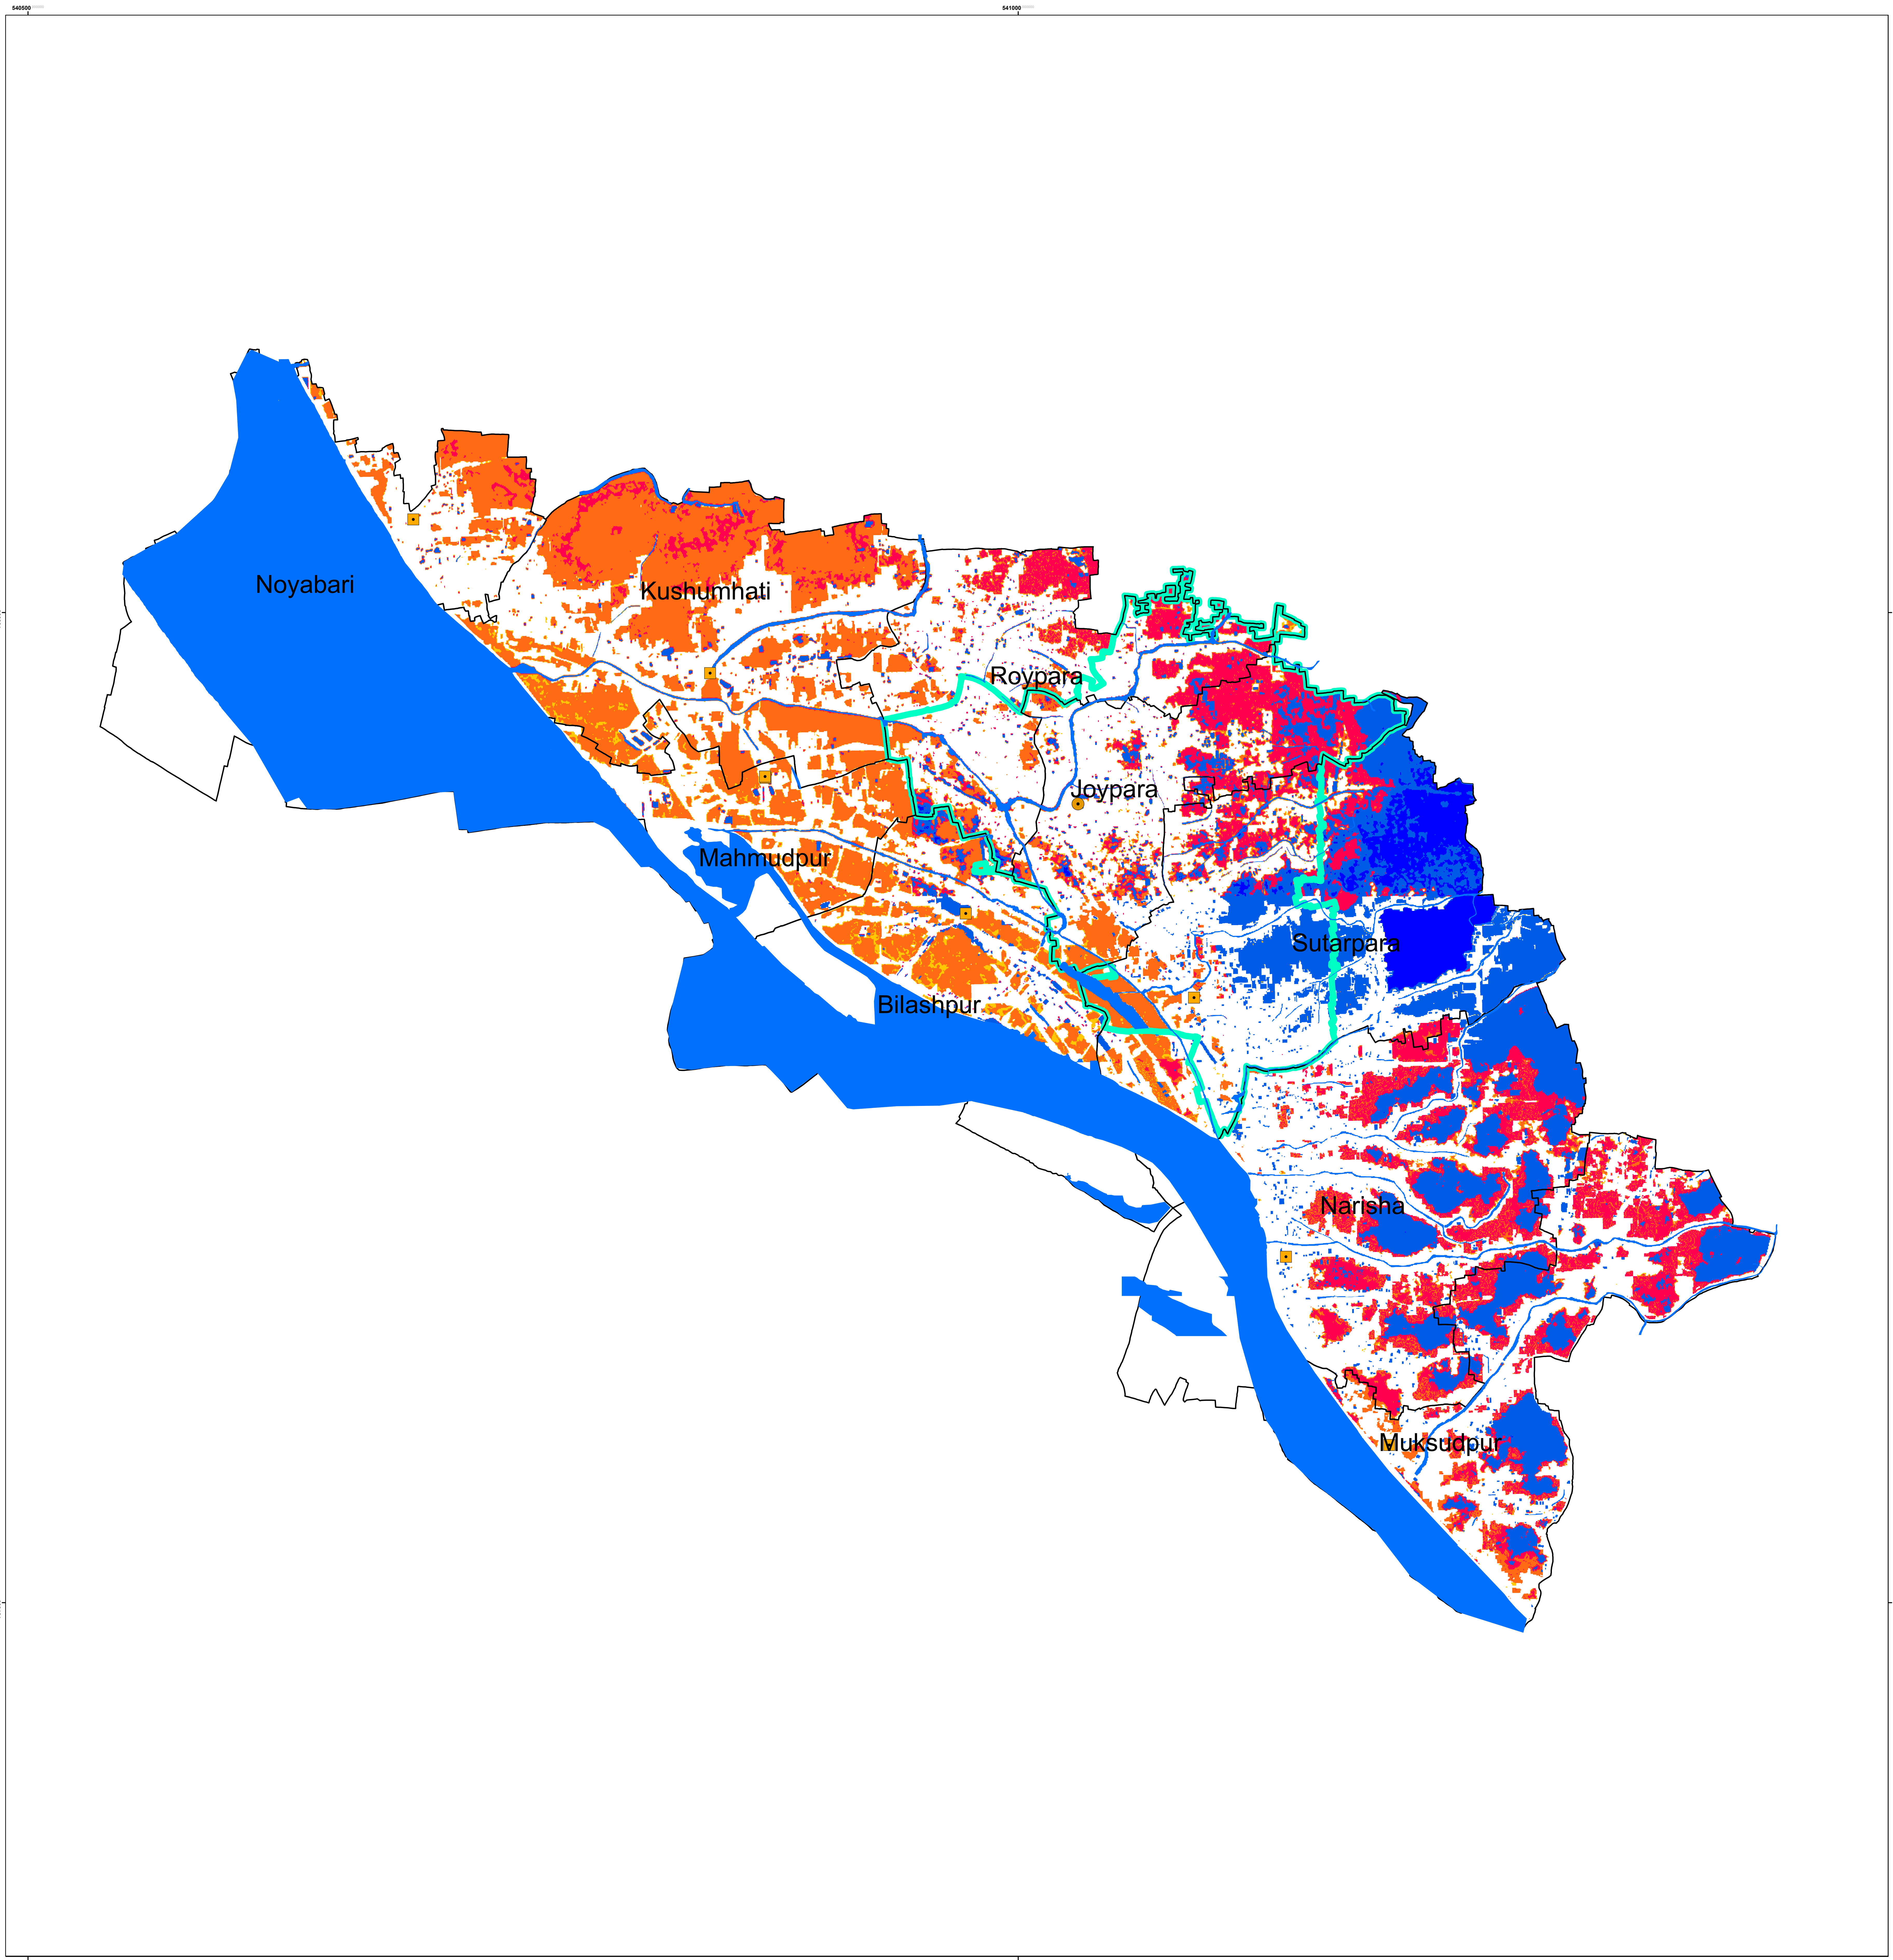 540500
541000
Noyabari
Kushumhati
Roypara
Joypara
Mahmudpur
Sutarpara
Bilashpur
Narisha
Muksudpur